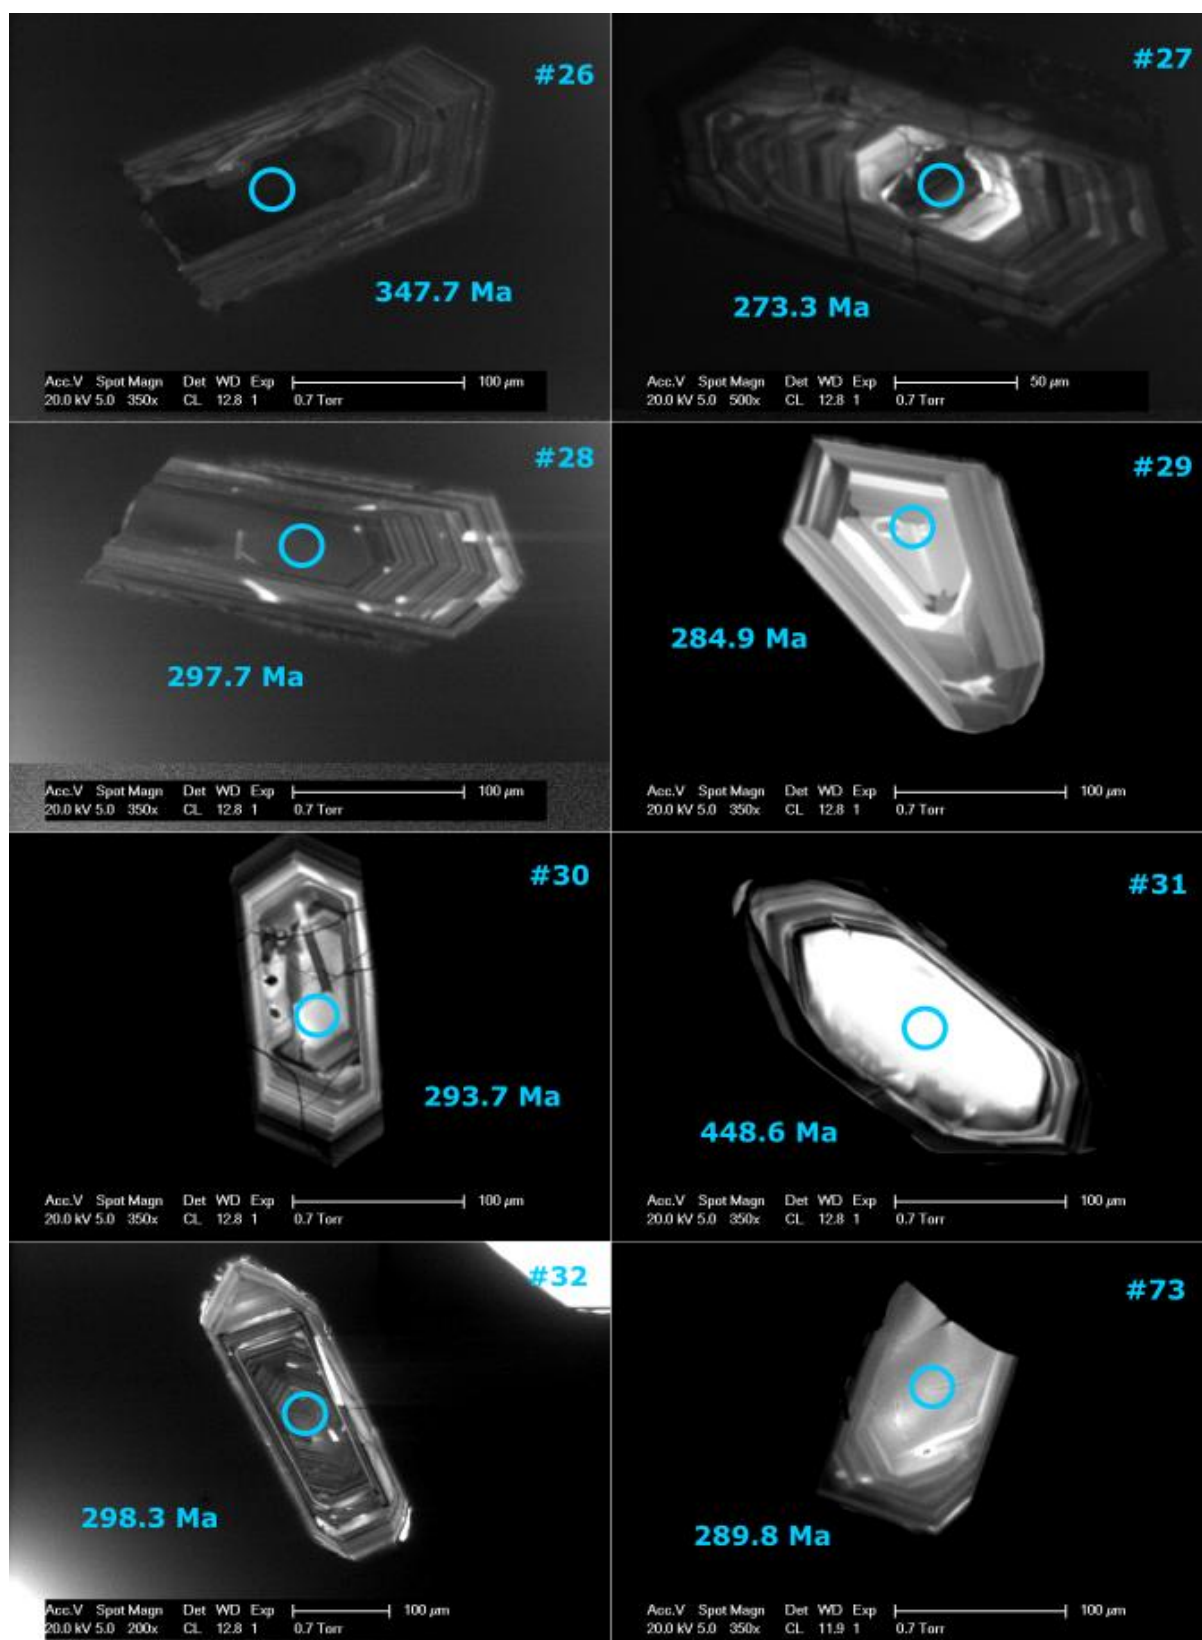 #26
347.7 Ma
Acc.V Spot Magn Det WD Exp 100 µm
20.0 kV 5.0 350x CL 12.8 1 0.7 Torr
#27
273.3 Ma
Acc.V Spot Magn Det WD Exp 50 µm
20.0 kV 5.0 500x CL 12.8 1 0.7 Torr
#28
297.7 Ma
Acc.V Spot Magn Det WD Exp 100 µm
20.0 kV 5.0 350x CL 12.8 1 0.7 Torr
#29
284.9 Ma
Acc.V Spot Magn Det WD Exp 100 µm
20.0 kV 5.0 350x CL 12.8 1 0.7 Torr
#30
293.7 Ma
Acc.V Spot Magn Det WD Exp 100 µm
20.0 kV 5.0 350x CL 12.8 1 0.7 Torr
#31
448.6 Ma
Acc.V Spot Magn Det WD Exp 100 µm
20.0 kV 5.0 350x CL 12.8 1 0.7 Torr
#32
298.3 Ma
Acc.V Spot Magn Det WD Exp 100 µm
20.0 kV 5.0 200x CL 12.8 1 0.7 Torr
#73
289.8 Ma
Acc.V Spot Magn Det WD Exp 100 µm
20.0 kV 5.0 350x CL 11.9 1 0.7 Torr